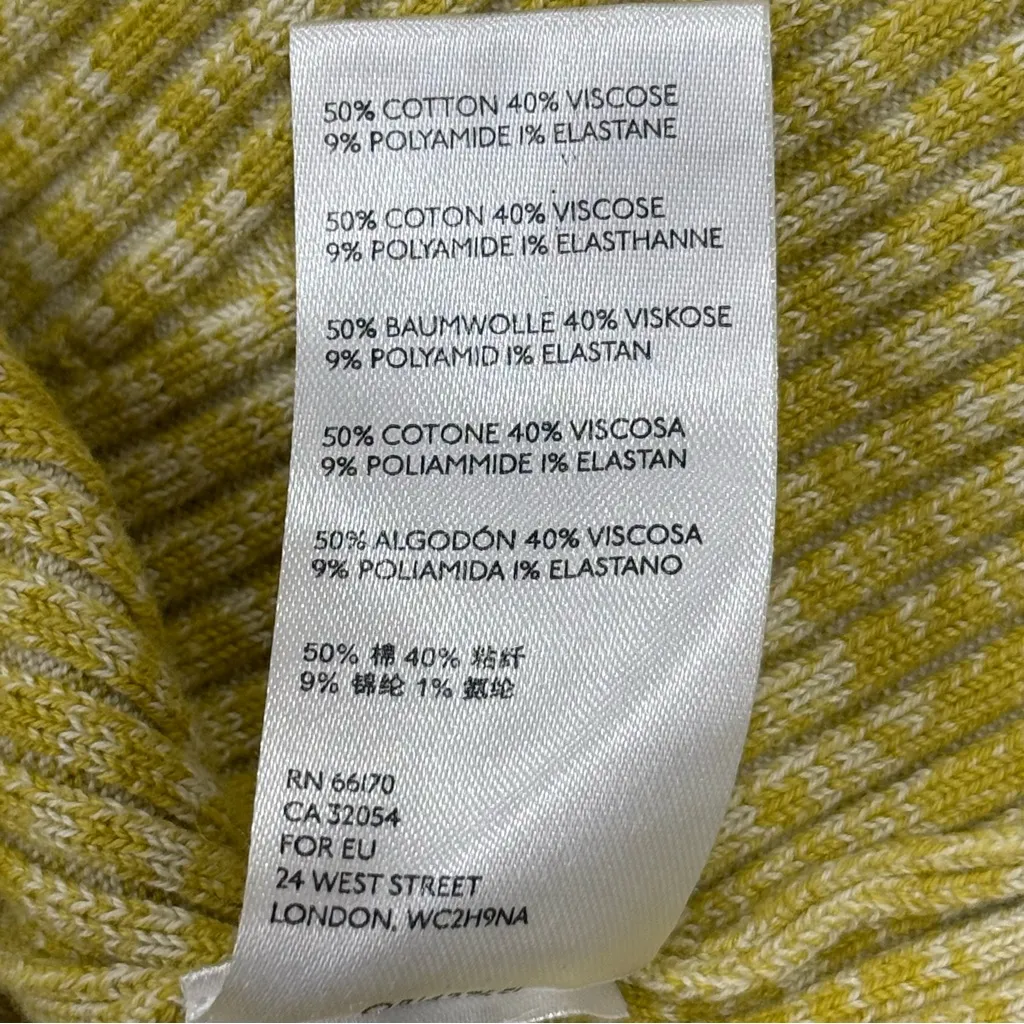 50% COTTON 40% VISCOSE
9% POLYAMIDE 1% ELASTANE
50% COTON 40% VISCOSE
9% POLYAMIDE 1% ELASTHANNE
50% BAUMWOLLE 40% VISKOSE
9% POLYAMID 1% ELASTAN
50% COTONE 40% VISCOSA
9% POLIAMMIDE 1% ELASTAN
50% ALGODÓN 40% VISCOSA
9% POLIAMIDA 1% ELASTANO
50% 棉 40% 粘纤
9% 锦纶 1% 氨纶
RN 66170
CA 32054
FOR EU
24 WEST STREET
LONDON, WC2H9NA